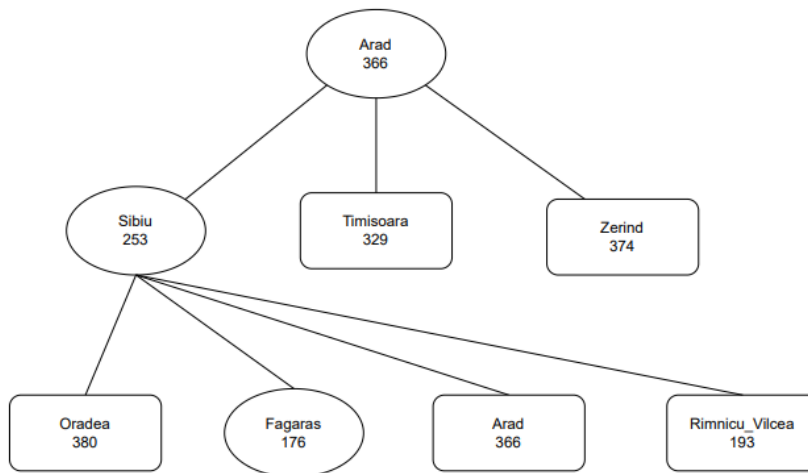 Arad
366
Sibiu
253
Timisoara
329
Zerind
374
Oradea
380
Fagaras
176
Arad
366
Rimnicu_Vilcea
193